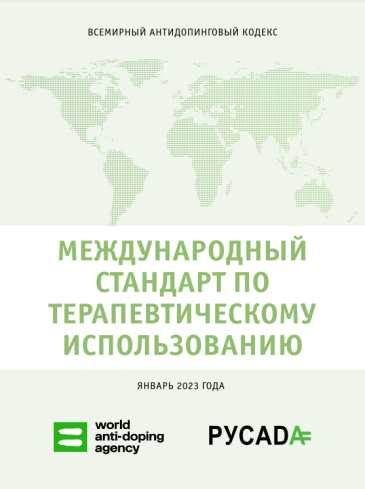 ВСЕМИРНЫЙ АНТИДОПИНГОВЫЙ КОДЕКС
МЕЖДУНАРОДНЫЙ
СТАНДАРТ ПО
ТЕРАПЕВТИЧЕСКОМУ
ИСПОЛЬЗОВАНИЮ
ЯНВАРЬ 2023 ГОДА
world
anti-doping
agency
РУСАДА